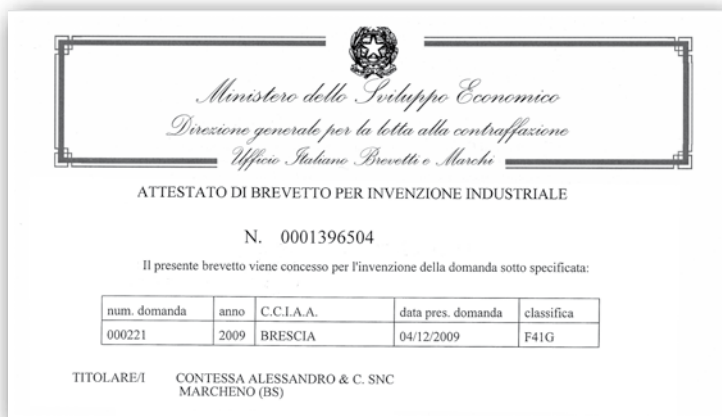 Ministero dello Sviluppo Economico
Direzione generale per la lotta alla contraffazione
Ufficio Italiano Brevetti e Marchi
ATTESTATO DI BREVETTO PER INVENZIONE INDUSTRIALE
N. 0001396504
Il presente brevetto viene concesso per l'invenzione della domanda sotto specificata:
num. domanda anno C.C.I.A.A. data pres. domanda classifica
000221 2009 BRESCIA 04/12/2009 F41G
TITOLARE/I CONTESSA ALESSANDRO & C. SNC
MARCHENO (BS)